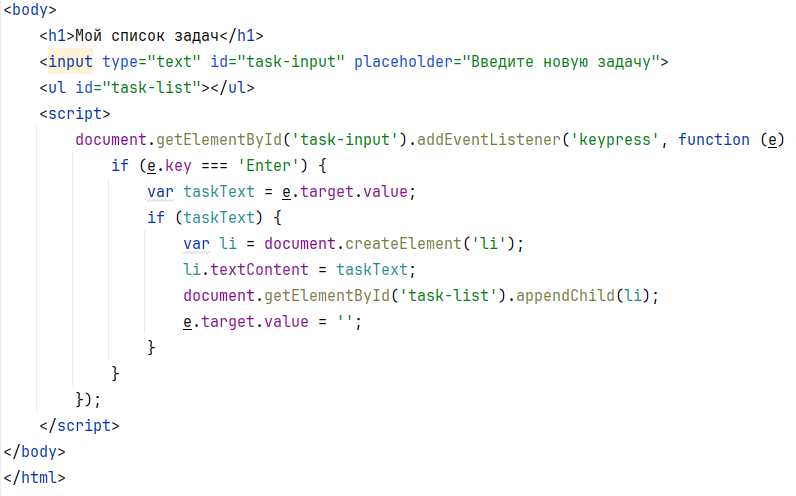 <body>
<h1>Мой список задач</h1>
<input type="text" id="task-input" placeholder="Введите новую задачу">
<ul id="task-list"></ul>
<script>
document.getElementById('task-input').addEventListener('keypress', function (e)
if (e.key === 'Enter') {
var taskText = e.target.value;
if (taskText) {
var li = document.createElement('li');
li.textContent = taskText;
document.getElementById('task-list').appendChild(li);
e.target.value = '';
}
}
});
</script>
</body>
</html>